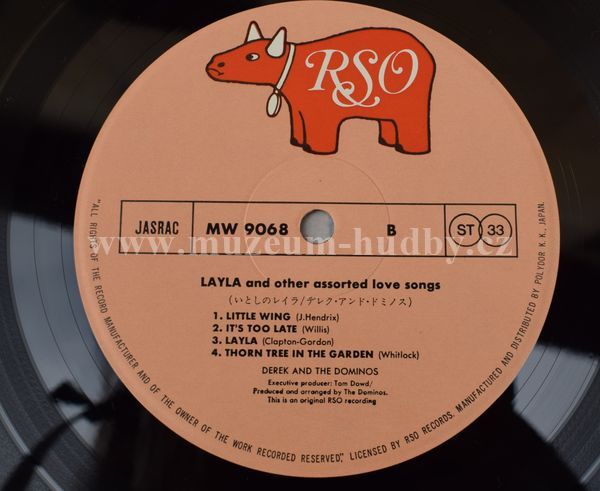 RSO
JASRAC
MW 9068
B
ST 33
www.muzeum-hudby.cz
LAYLA and other assorted love songs
(いとしのレイラ/デレク・アンド・ドミノス)
1. LITTLE WING (J.Hendrix)
2. IT'S TOO LATE (Willis)
3. LAYLA (Clapton-Gordon)
4. THORN TREE IN THE GARDEN (Whitlock)
DEREK AND THE DOMINOS
Executive producer: Tom Dowd/
Produced and arranged by The Dominos.
This is an original RSO recording
"ALL RIGHTS OF THE RECORD MANUFACTURER AND OF THE OWNER OF THE WORK RECORDED RESERVED", LICENSED BY RSO RECORDS. MANUFACTURED AND DISTRIBUTED BY POLYDOR K.K., JAPAN.